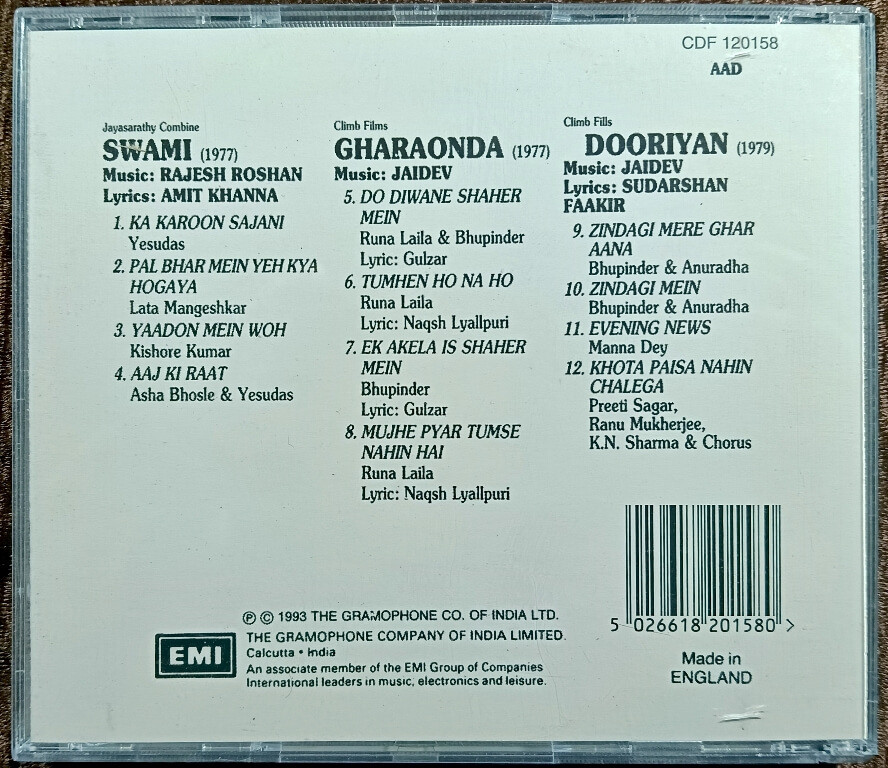 CDF 120158
AAD
Jayasarathy Combine
SWAMI (1977)
Music: RAJESH ROSHAN
Lyrics: AMIT KHANNA
1. KA KAROON SAJANI
Yesudas
2. PAL BHAR MEIN YEH KYA
HOGAYA
Lata Mangeshkar
3. YAADON MEIN WOH
Kishore Kumar
4. AAJ KI RAAT
Asha Bhosle & Yesudas
Climb Films
GHARAONDA (1977)
Music: JAIDEV
5. DO DIWANE SHAHER
MEIN
Runa Laila & Bhupinder
Lyric: Gulzar
6. TUMHEN HO NA HO
Runa Laila
Lyric: Naqsh Lyallpuri
7. EK AKELA IS SHAHER
MEIN
Bhupinder
Lyric: Gulzar
8. MUJHE PYAR TUMSE
NAHIN HAI
Runa Laila
Lyric: Naqsh Lyallpuri
Climb Fills
DOORIYAN (1979)
Music: JAIDEV
Lyrics: SUDARSHAN
FAAKIR
9. ZINDAGI MERE GHAR
AANA
Bhupinder & Anuradha
10. ZINDAGI MEIN
Bhupinder & Anuradha
11. EVENING NEWS
Manna Dey
12. KHOTA PAISA NAHIN
CHALEGA
Preeti Sagar,
Ranu Mukherjee,
K.N. Sharma & Chorus
℗ © 1993 THE GRAMOPHONE CO. OF INDIA LTD.
EMI
THE GRAMOPHONE COMPANY OF INDIA LIMITED.
Calcutta • India
An associate member of the EMI Group of Companies
International leaders in music, electronics and leisure.
5 026618 201580 >
Made in
ENGLAND